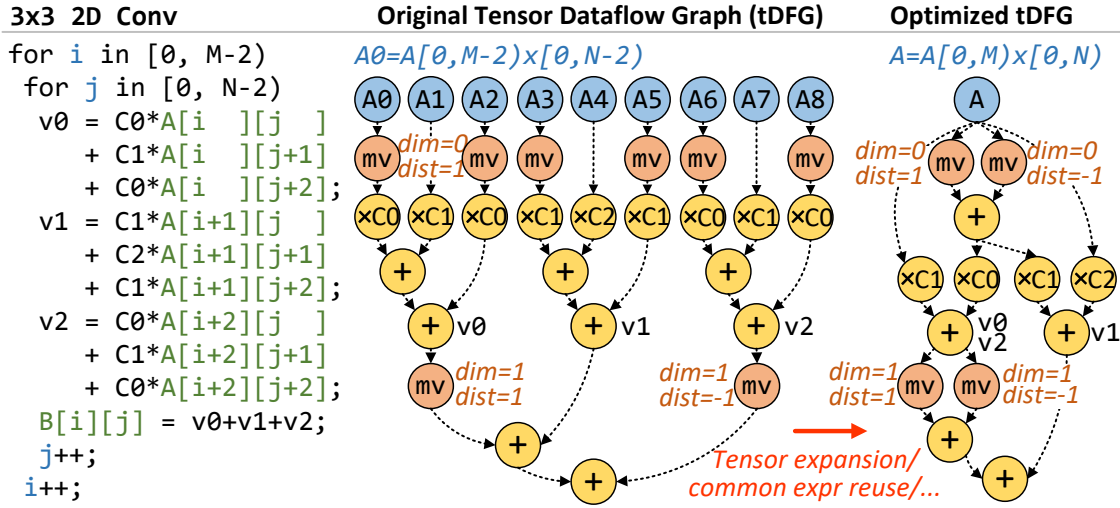 3x3 2D Conv
for i in [0, M-2)
for j in [0, N-2)
v0 = C0*A[i ][j ]
+ C1*A[i ][j+1]
+ C0*A[i ][j+2];
v1 = C1*A[i+1][j ]
+ C2*A[i+1][j+1]
+ C1*A[i+1][j+2];
v2 = C0*A[i+2][j ]
+ C1*A[i+2][j+1]
+ C0*A[i+2][j+2];
B[i][j] = v0+v1+v2;
j++;
i++;
Original Tensor Dataflow Graph (tDFG)
A0=A[0,M-2)x[0,N-2)
A0 A1 A2 A3 A4 A5 A6 A7 A8
mv dim=0 mv mv mv mv mv
dist=1
×C0 ×C1 ×C0 ×C1 ×C2 ×C1 ×C0 ×C1 ×C0
+ + +
+ v0 + v1 + v2
mv dim=1 dim=1 mv
dist=1 dist=-1
+
+
Tensor expansion/
common expr reuse/...
Optimized tDFG
A=A[0,M)x[0,N)
A
dim=0 mv mv dim=0
dist=1 dist=-1
+
×C1 ×C0 ×C1 ×C2
+ v0 + v1
v2
dim=1 mv mv dim=1
dist=1 dist=-1
+
+